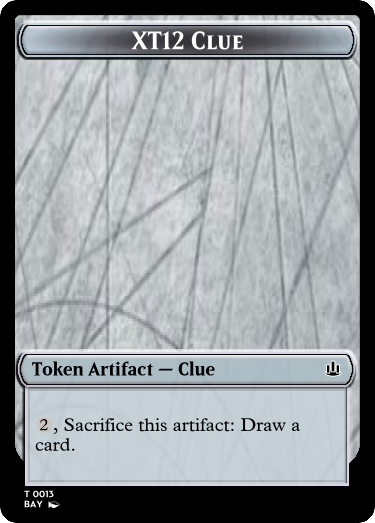 XT12 Clue
Token Artifact — Clue
2, Sacrifice this artifact: Draw a
card.
T 0013
BAY